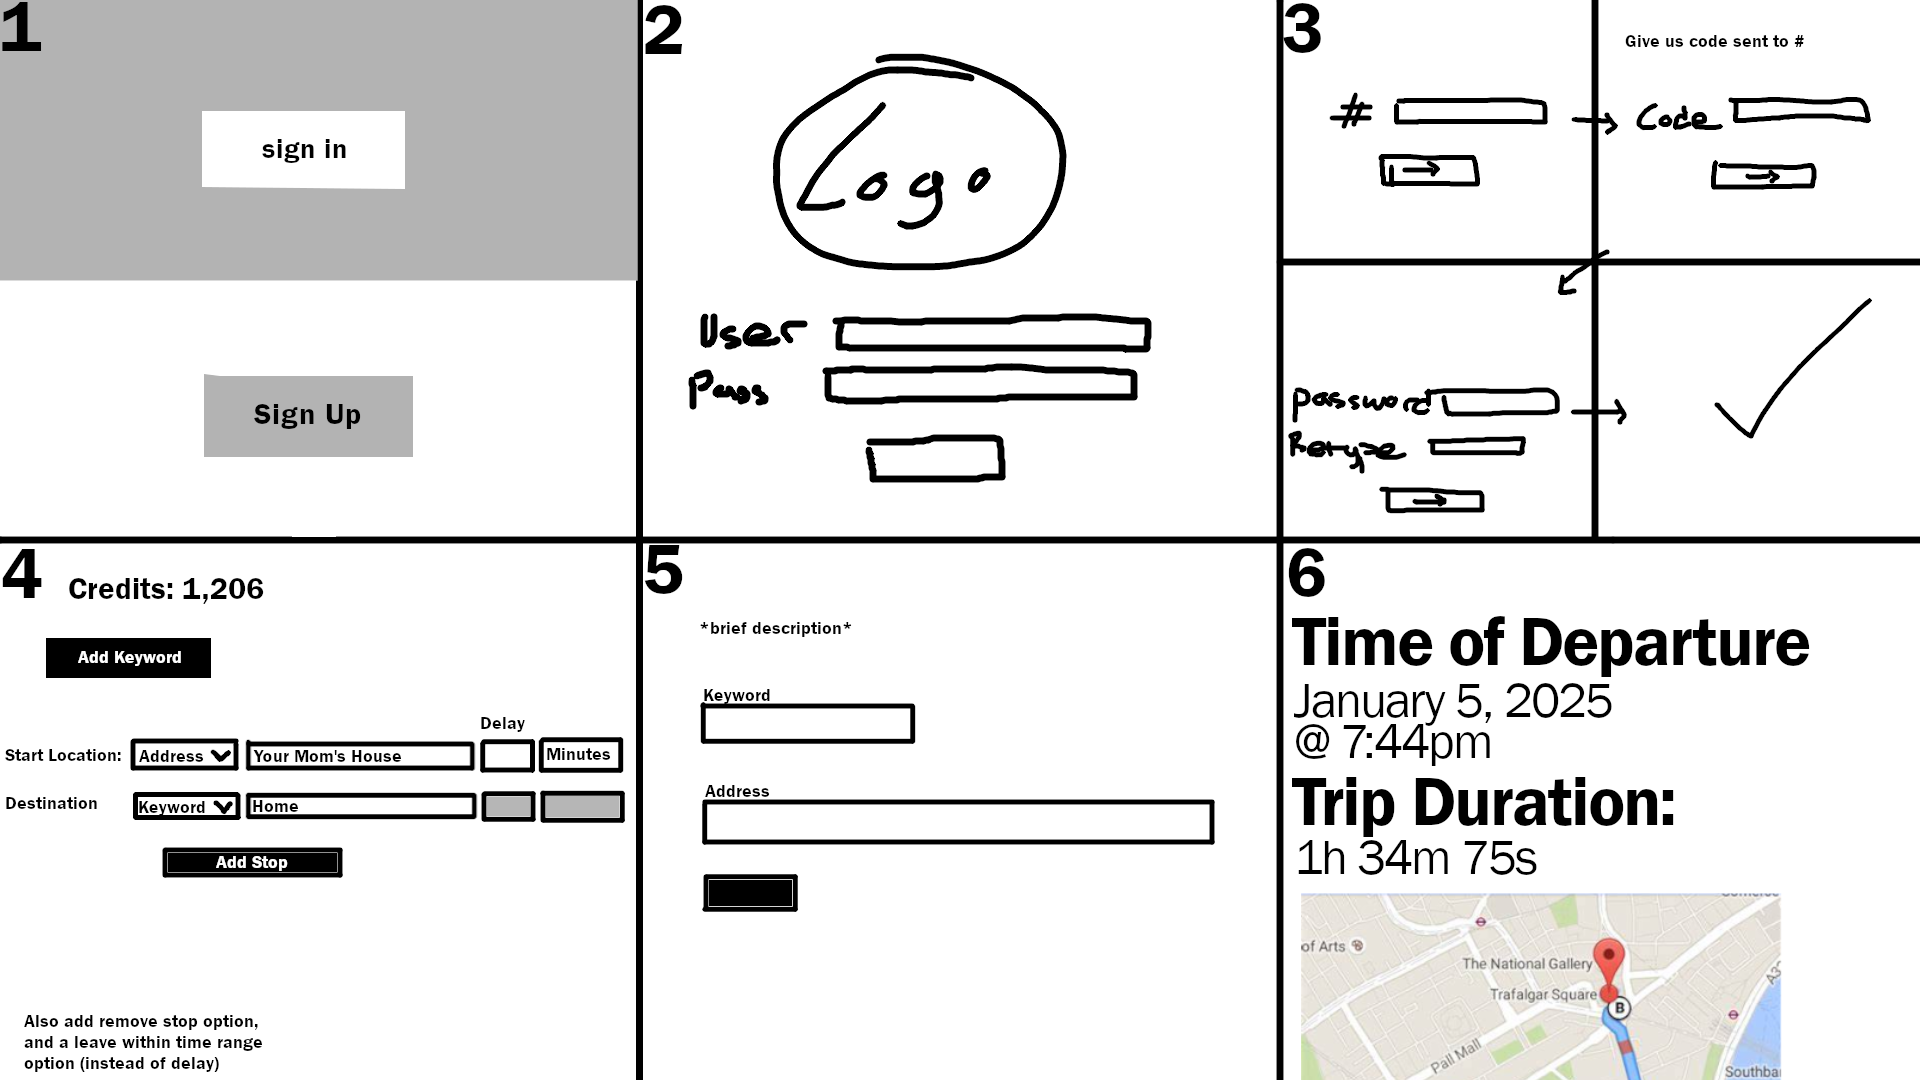 1
sign in
Sign Up
2
Logo
User
Pass
3
#
Give us code sent to #
Code
password
Retype
4
Credits: 1,206
Add Keyword
Delay
Start Location: Address Your Mom's House Minutes
Destination Keyword Home
Add Stop
Also add remove stop option,
and a leave within time range
option (instead of delay)
5
*brief description*
Keyword
Address
6
Time of Departure
January 5, 2025
@ 7:44pm
Trip Duration:
1h 34m 75s
of Arts
The National Gallery
Trafalgar Square
B
Pall Mall